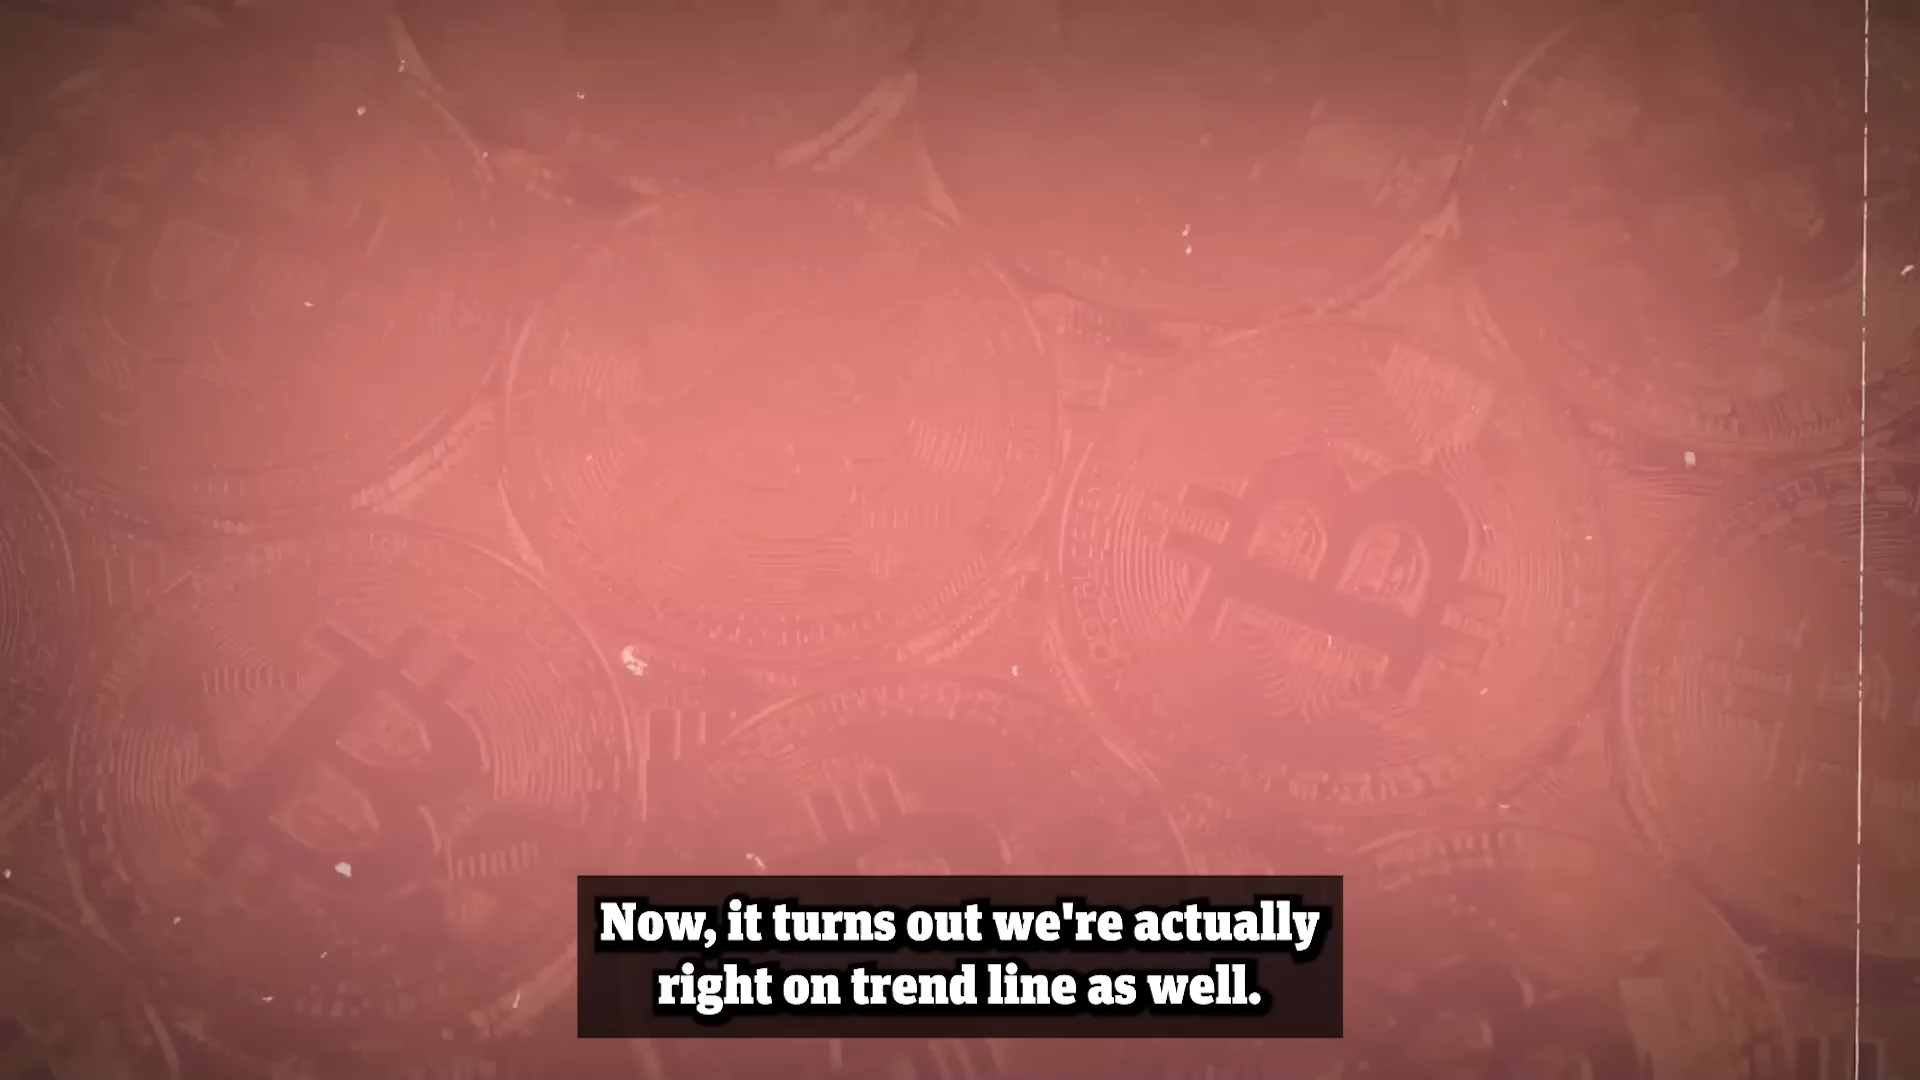 Now, it turns out we're actually
right on trend line as well.